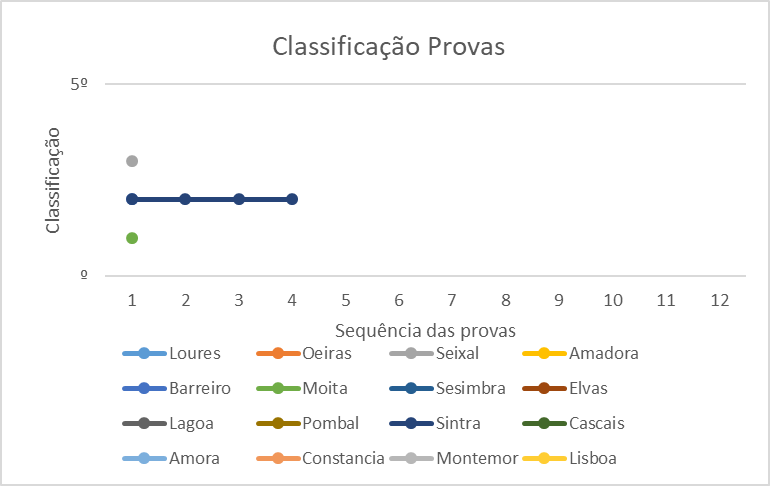 Classificação Provas
5º
Classificação
º
1 2 3 4 5 6 7 8 9 10 11 12
Sequência das provas
Loures Oeiras Seixal Amadora
Barreiro Moita Sesimbra Elvas
Lagoa Pombal Sintra Cascais
Amora Constancia Montemor Lisboa